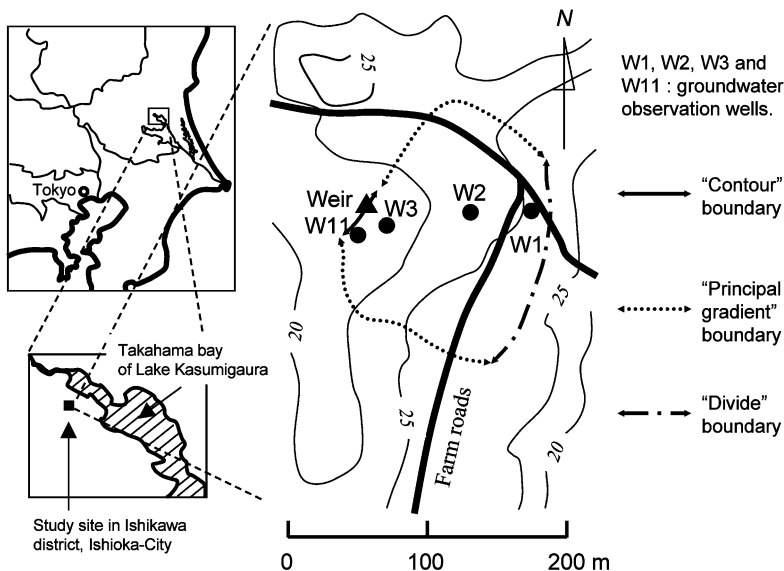 Tokyo
Takahama bay
of Lake Kasumigaura
Study site in Ishikawa
district, Ishioka-City
N
25
Weir
W11
W3
W2
W1
20
25
25
20
Farm roads
0 100 200 m
W1, W2, W3 and
W11 : groundwater
observation wells.
“Contour”
boundary
“Principal
gradient”
boundary
“Divide”
boundary